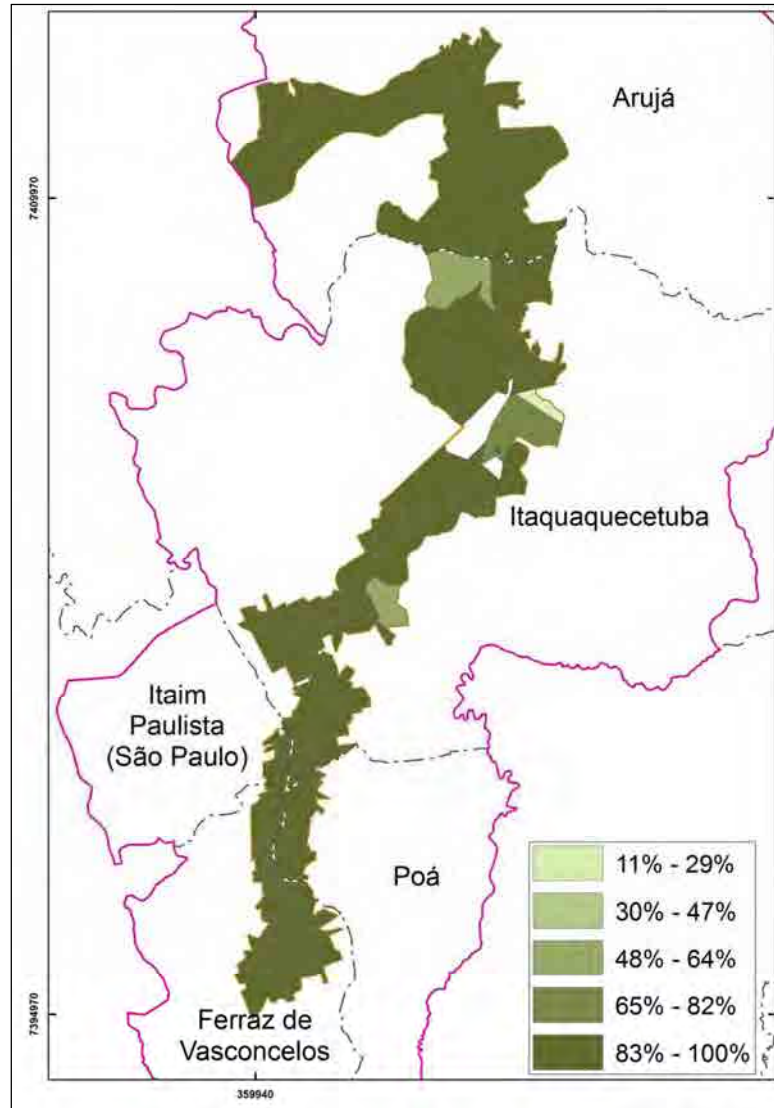 Arujá
7409970
Itaquaquecetuba
Itaim
Paulista
(São Paulo)
Poá
11% - 29%
30% - 47%
48% - 64%
65% - 82%
83% - 100%
7394970
Ferraz de
Vasconcelos
359940